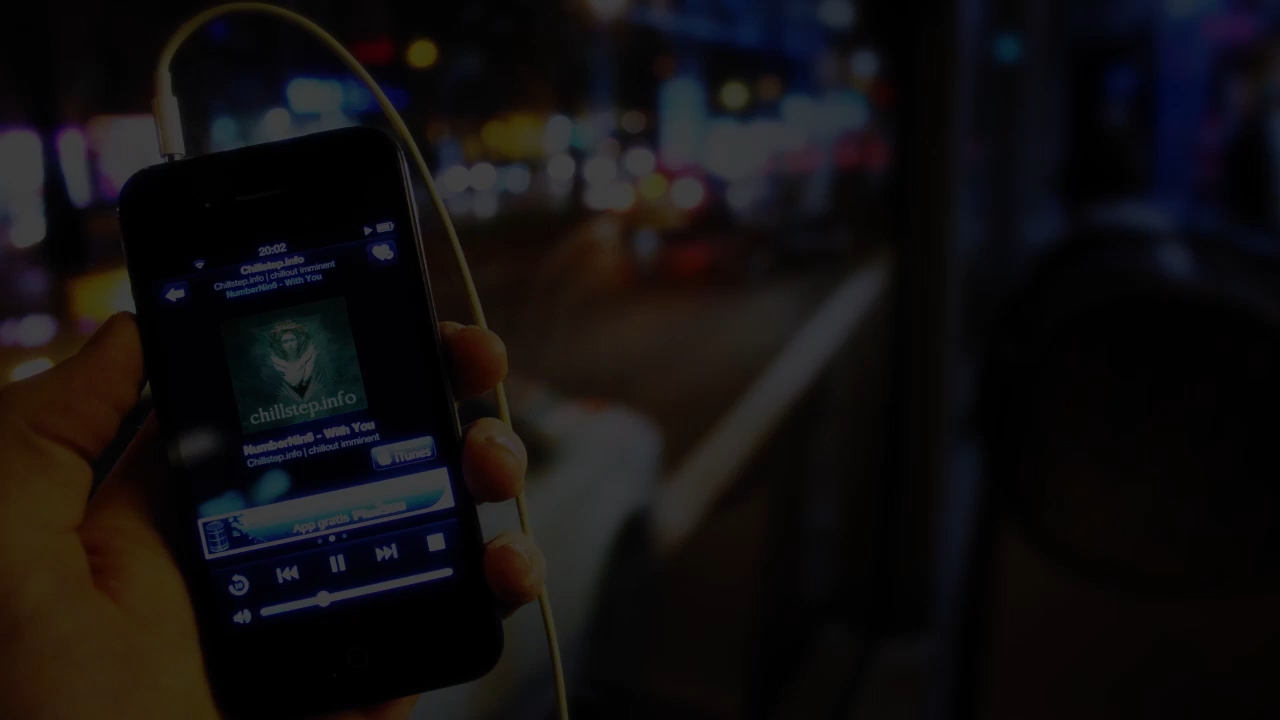 20:02
Chillstep.info
Chillstep.info | chillout imminent
NumberNin6 - With You
chillstep.info
NumberNin6 - With You
Chillstep.info | chillout imminent
iTunes
App gratis
10